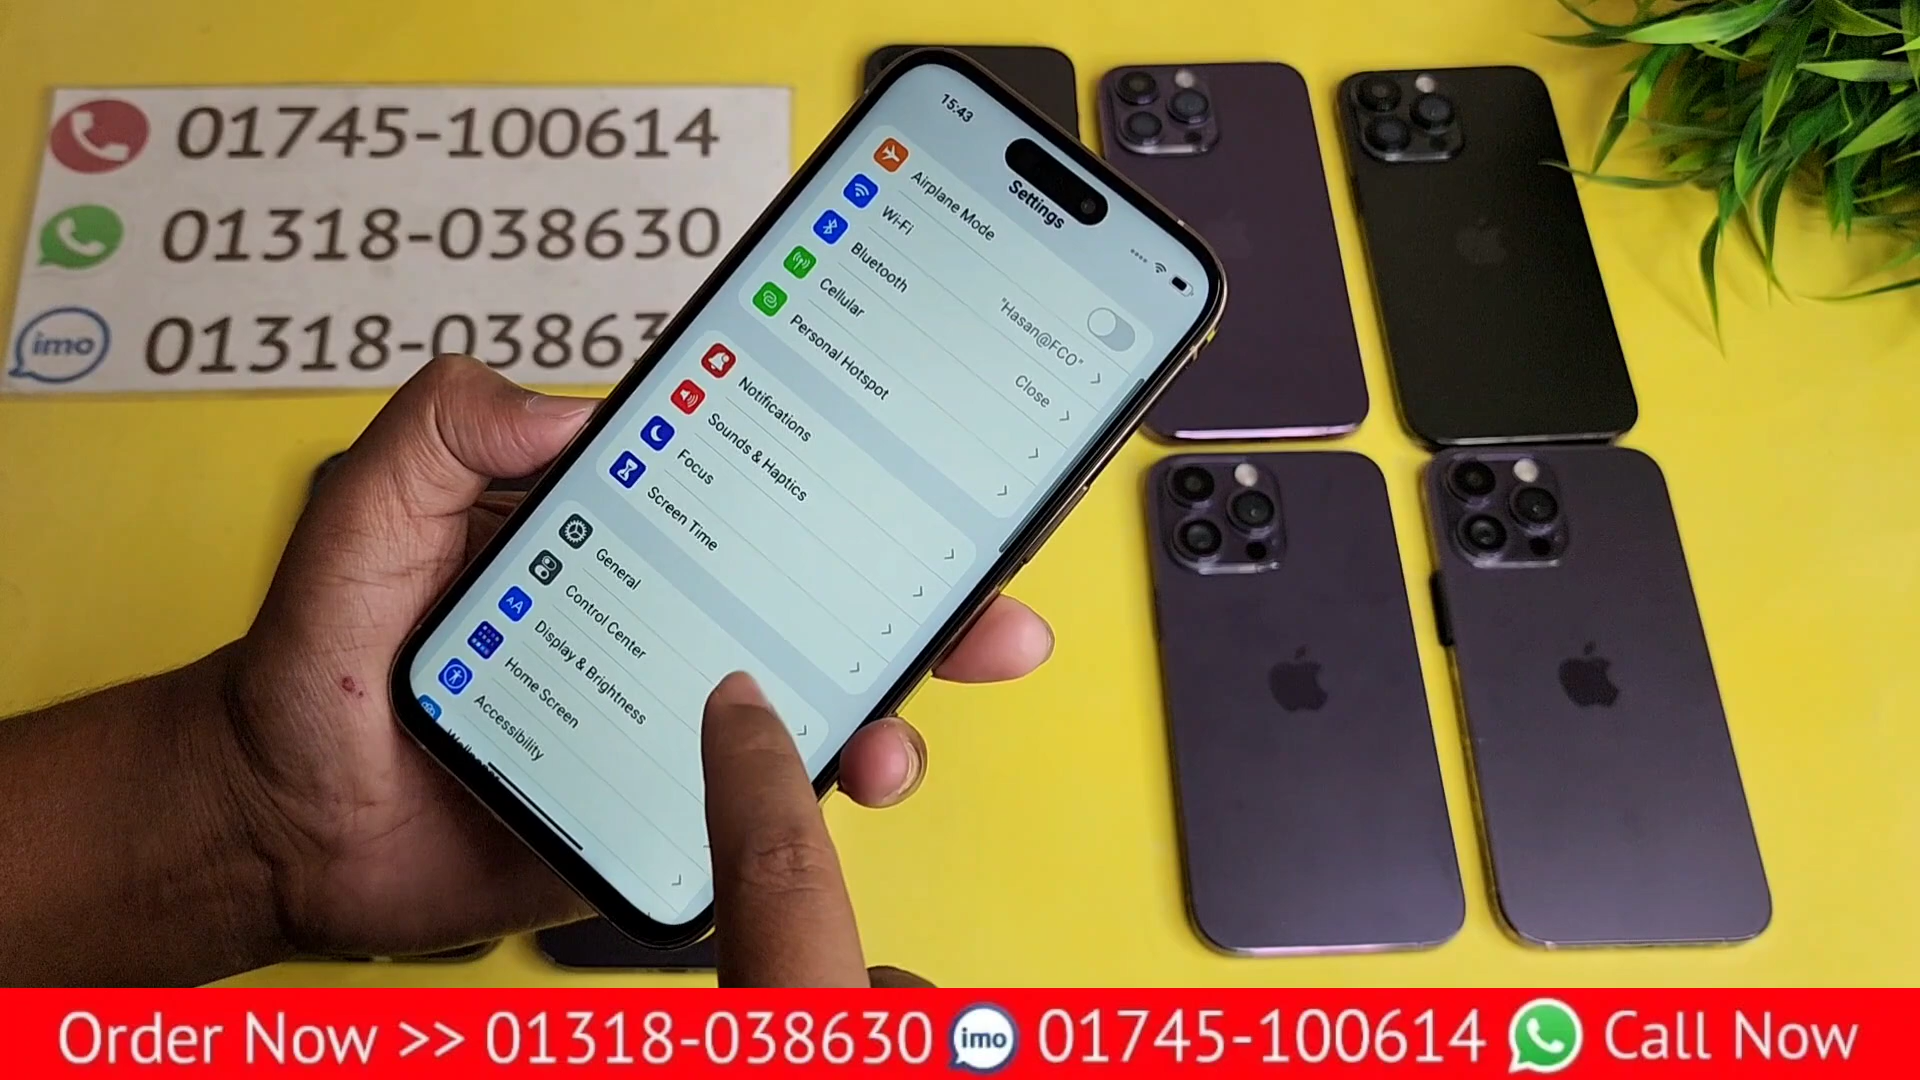 01745-100614
01318-038630
imo 01318-0386
15:43
Settings
Airplane Mode
Wi-Fi "Hasan@FCO"
Bluetooth Close
Cellular
Personal Hotspot
Notifications
Sounds & Haptics
Focus
Screen Time
General
Control Center
AA Display & Brightness
Home Screen
Accessibility
Order Now >> 01318-038630 imo 01745-100614 Call Now